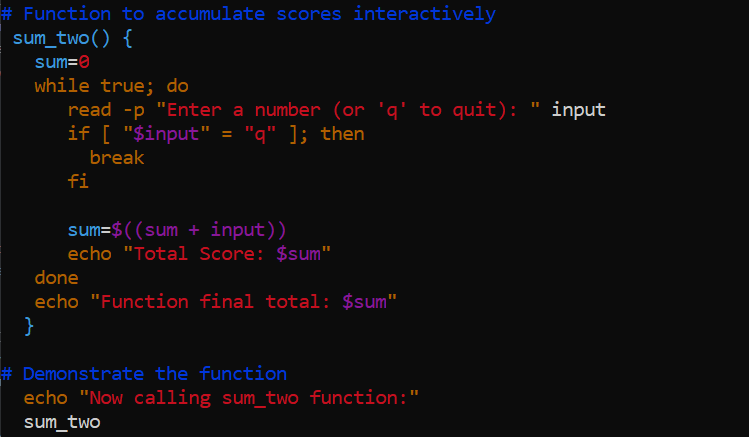 # Function to accumulate scores interactively
sum_two() {
sum=0
while true; do
read -p "Enter a number (or 'q' to quit): " input
if [ "$input" = "q" ]; then
break
fi
sum=$((sum + input))
echo "Total Score: $sum"
done
echo "Function final total: $sum"
}
# Demonstrate the function
echo "Now calling sum_two function:"
sum_two